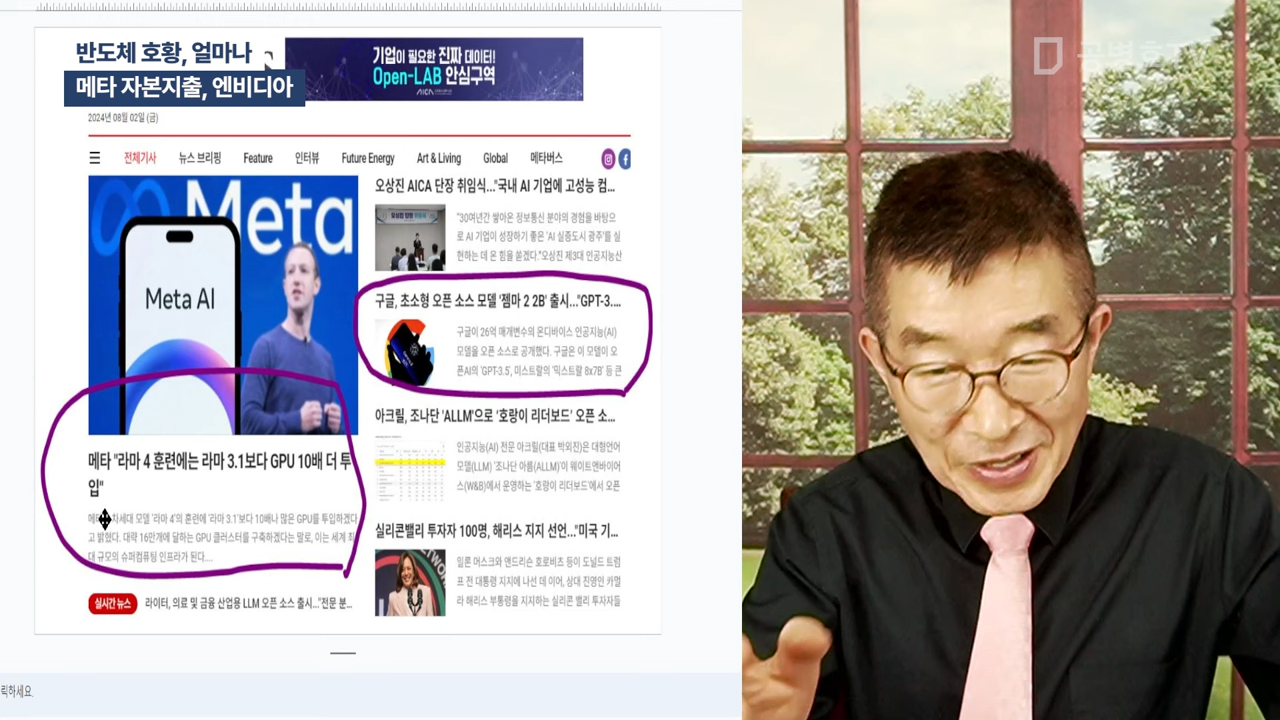 반도체 호황, 얼마나
메타 자본지출, 엔비디아
기업이 필요한 진짜 데이터!
Open-LAB 안심구역
AICA
2024년 08월 02일 (금)
전체기사 뉴스 브리핑 Feature 인터뷰 Future Energy Art & Living Global 메타버스
Meta
Meta AI
메타 "라마 4 훈련에는 라마 3.1보다 GPU 10배 더 투
입"
차세대 모델 '라마 4'의 훈련에 '라마 3.1'보다 10배나 많은 GPU를 투입하겠다
고 밝혔다. 대략 16만개에 달하는 GPU 클러스터를 구축하겠다는 말로, 이는 세계 최
대 규모의 슈퍼컴퓨팅 인프라가 된다....
실시간 뉴스 라이터, 의료 및 금융 산업용 LLM 오픈 소스 출시..."전문 분...
오상진 AICA 단장 취임식..."국내 AI 기업에 고성능 컴...
"30여년간 쌓아온 정보통신 분야의 경험을 바탕으
로 AI 기업이 성장하기 좋은 'AI 실증도시 광주'를 실
현하는 데 온 힘을 쏟겠다."오상진 제3대 인공지능산
구글, 초소형 오픈 소스 모델 '젬마 2 2B' 출시..."GPT-3....
구글이 26억 매개변수의 온디바이스 인공지능(AI)
모델을 오픈 소스로 공개했다. 구글은 이 모델이 오
픈AI의 'GPT-3.5', 미스트랄의 '믹스트랄 8x7B' 등 큰
아크릴, 조나단 'ALLM'으로 '호랑이 리더보드' 오픈 소...
인공지능(AI) 전문 아크릴(대표 박외진)은 대형언어
모델(LLM) '조나단 아름(ALLM)'이 웨이트앤바이어
스(W&B)에서 운영하는 '호랑이 리더보드'에서 오픈
실리콘밸리 투자자 100명, 해리스 지지 선언..."미국 기...
일론 머스크와 앤드리슨 호로비츠 등이 도널드 트럼
프 전 대통령 지지에 나선 데 이어, 상대 진영인 카멀
라 해리스 부통령을 지지하는 실리콘 밸리 투자자들
릭하세요.